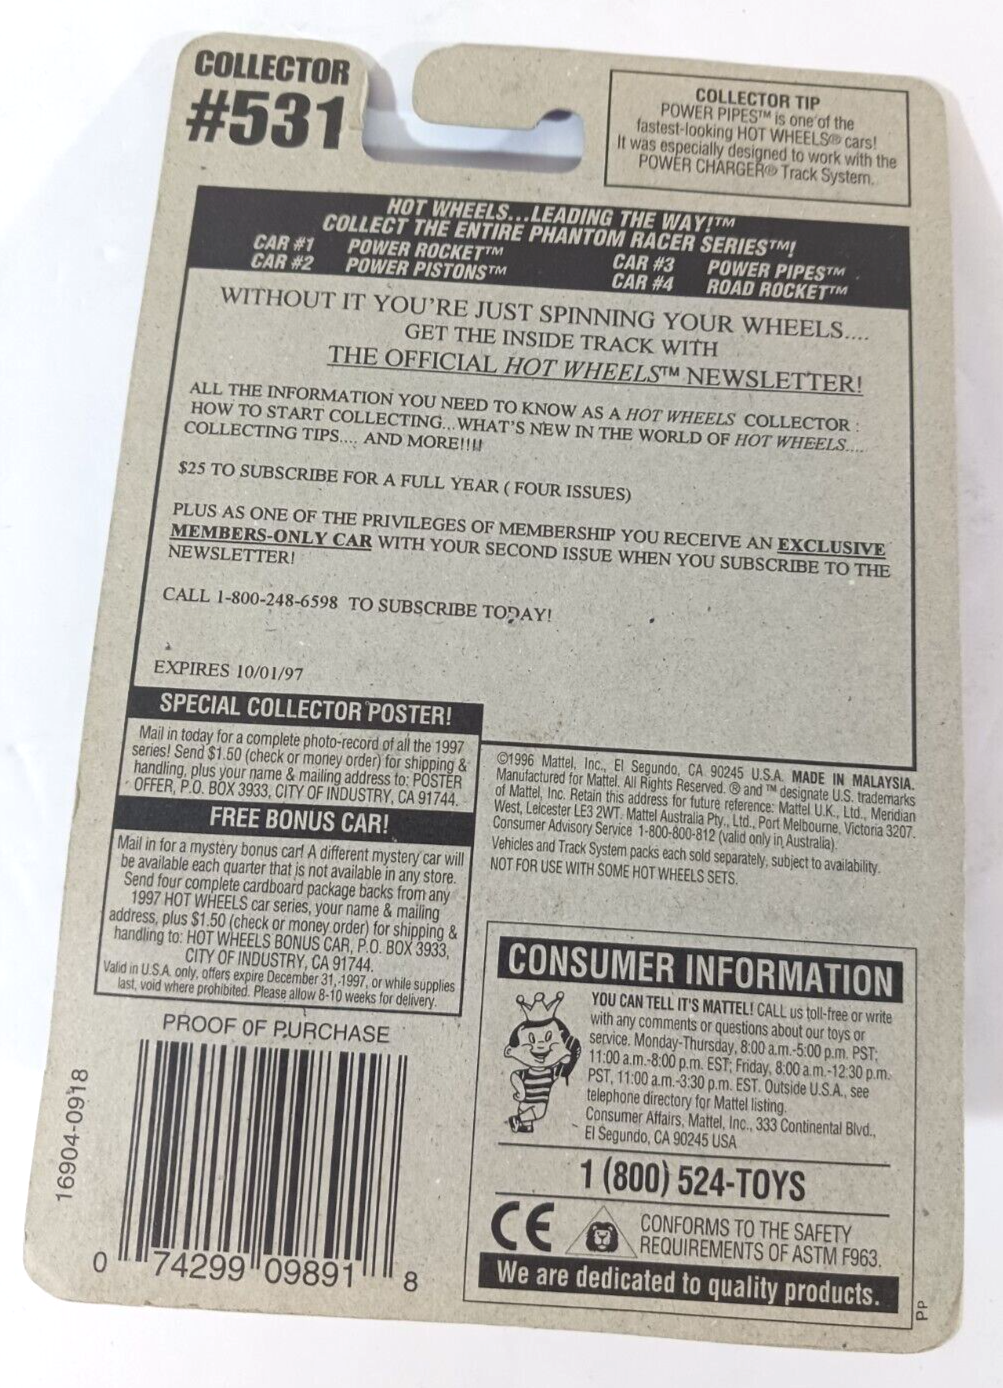 COLLECTOR
#531
COLLECTOR TIP
POWER PIPES™ is one of the
fastest-looking HOT WHEELS® cars!
It was especially designed to work with the
POWER CHARGER® Track System.
HOT WHEELS...LEADING THE WAY!™
COLLECT THE ENTIRE PHANTOM RACER SERIES™!
CAR #1 POWER ROCKET™
CAR #2 POWER PISTONS™
CAR #3 POWER PIPES™
CAR #4 ROAD ROCKET™
WITHOUT IT YOU'RE JUST SPINNING YOUR WHEELS....
GET THE INSIDE TRACK WITH
THE OFFICIAL HOT WHEELS™ NEWSLETTER!
ALL THE INFORMATION YOU NEED TO KNOW AS A HOT WHEELS COLLECTOR :
HOW TO START COLLECTING...WHAT'S NEW IN THE WORLD OF HOT WHEELS....
COLLECTING TIPS.... AND MORE!!!!
$25 TO SUBSCRIBE FOR A FULL YEAR ( FOUR ISSUES)
PLUS AS ONE OF THE PRIVILEGES OF MEMBERSHIP YOU RECEIVE AN EXCLUSIVE
MEMBERS-ONLY CAR WITH YOUR SECOND ISSUE WHEN YOU SUBSCRIBE TO THE
NEWSLETTER!
CALL 1-800-248-6598 TO SUBSCRIBE TODAY!
EXPIRES 10/01/97
SPECIAL COLLECTOR POSTER!
Mail in today for a complete photo-record of all the 1997
series! Send $1.50 (check or money order) for shipping &
handling, plus your name & mailing address to: POSTER
OFFER, P.O. BOX 3933, CITY OF INDUSTRY, CA 91744.
FREE BONUS CAR!
Mail in for a mystery bonus car! A different mystery car will
be available each quarter that is not available in any store.
Send four complete cardboard package backs from any
1997 HOT WHEELS car series, your name & mailing
address, plus $1.50 (check or money order) for shipping &
handling to: HOT WHEELS BONUS CAR, P.O. BOX 3933,
CITY OF INDUSTRY, CA 91744.
Valid in U.S.A. only, offers expire December 31, 1997, or while supplies
last, void where prohibited. Please allow 8-10 weeks for delivery.
©1996 Mattel, Inc., El Segundo, CA 90245 U.S.A. MADE IN MALAYSIA.
Manufactured for Mattel. All Rights Reserved. ® and ™ designate U.S. trademarks
of Mattel, Inc. Retain this address for future reference: Mattel U.K., Ltd., Meridian
West, Leicester LE3 2WT. Mattel Australia Pty., Ltd., Port Melbourne, Victoria 3207.
Consumer Advisory Service 1-800-800-812 (valid only in Australia).
Vehicles and Track System packs each sold separately, subject to availability.
NOT FOR USE WITH SOME HOT WHEELS SETS.
PROOF OF PURCHASE
16904-0918
0 74299 09891 8
CONSUMER INFORMATION
YOU CAN TELL IT'S MATTEL! CALL us toll-free or write
with any comments or questions about our toys or
service. Monday-Thursday, 8:00 a.m.-5:00 p.m. PST;
11:00 a.m.-8:00 p.m. EST; Friday, 8:00 a.m.-12:30 p.m.
PST, 11:00 a.m.-3:30 p.m. EST. Outside U.S.A., see
telephone directory for Mattel listing.
Consumer Affairs, Mattel, Inc., 333 Continental Blvd.,
El Segundo, CA 90245 USA
1 (800) 524-TOYS
CE
CONFORMS TO THE SAFETY
REQUIREMENTS OF ASTM F963.
We are dedicated to quality products.
PP